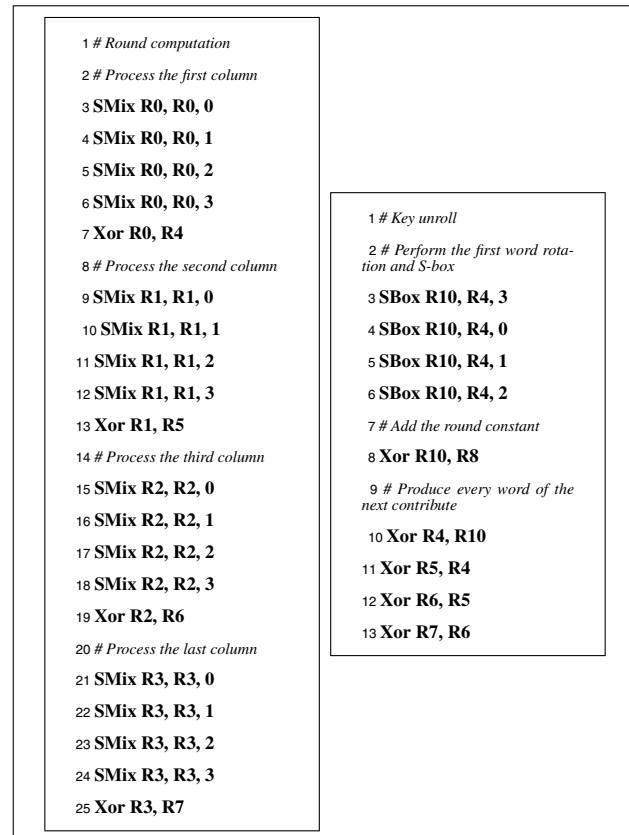 1 # Round computation
2 # Process the first column
3 SMix R0, R0, 0
4 SMix R0, R0, 1
5 SMix R0, R0, 2
6 SMix R0, R0, 3
7 Xor R0, R4
8 # Process the second column
9 SMix R1, R1, 0
10 SMix R1, R1, 1
11 SMix R1, R1, 2
12 SMix R1, R1, 3
13 Xor R1, R5
14 # Process the third column
15 SMix R2, R2, 0
16 SMix R2, R2, 1
17 SMix R2, R2, 2
18 SMix R2, R2, 3
19 Xor R2, R6
20 # Process the last column
21 SMix R3, R3, 0
22 SMix R3, R3, 1
23 SMix R3, R3, 2
24 SMix R3, R3, 3
25 Xor R3, R7
1 # Key unroll
2 # Perform the first word rota-
tion and S-box
3 SBox R10, R4, 3
4 SBox R10, R4, 0
5 SBox R10, R4, 1
6 SBox R10, R4, 2
7 # Add the round constant
8 Xor R10, R8
9 # Produce every word of the
next contribute
10 Xor R4, R10
11 Xor R5, R4
12 Xor R6, R5
13 Xor R7, R6